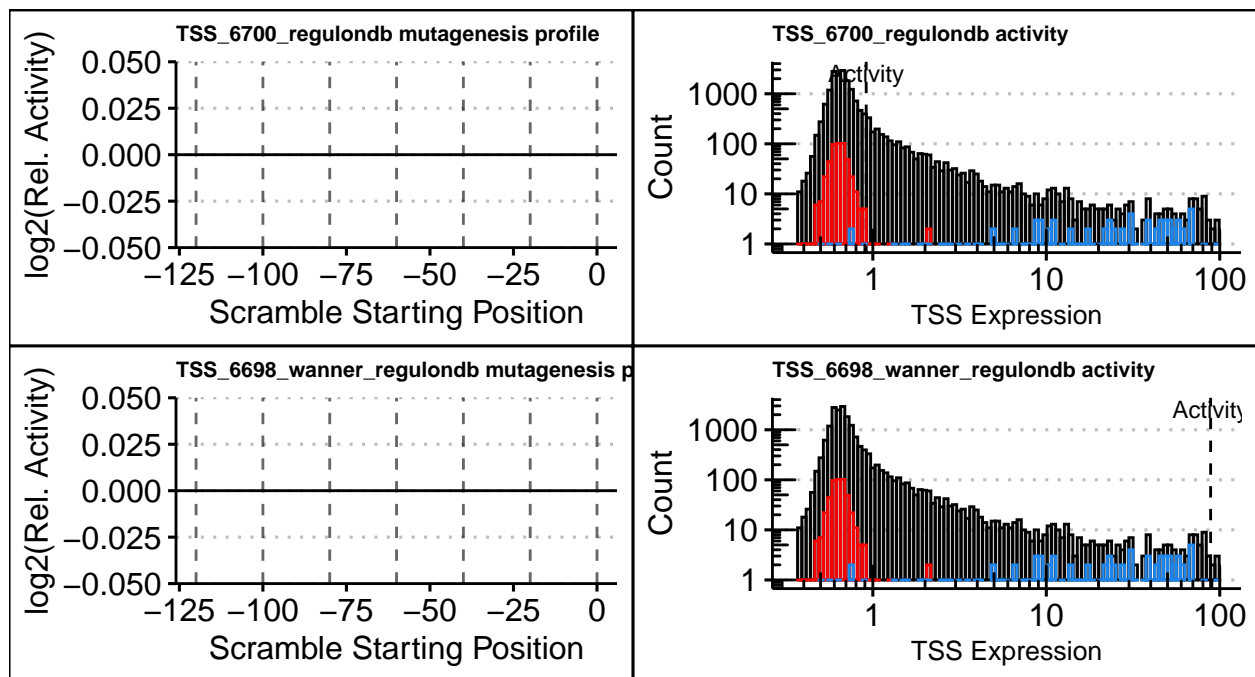 TSS_6700_regulondb mutagenesis profile
log2(Rel. Activity)
0.050
0.025
0.000
−0.025
−0.050
−125 −100 −75 −50 −25 0
Scramble Starting Position
TSS_6700_regulondb activity
Activity
Count
1000
100
10
1
1 10 100
TSS Expression
TSS_6698_wanner_regulondb mutagenesis p
log2(Rel. Activity)
0.050
0.025
0.000
−0.025
−0.050
−125 −100 −75 −50 −25 0
Scramble Starting Position
TSS_6698_wanner_regulondb activity
Activity
Count
1000
100
10
1
1 10 100
TSS Expression